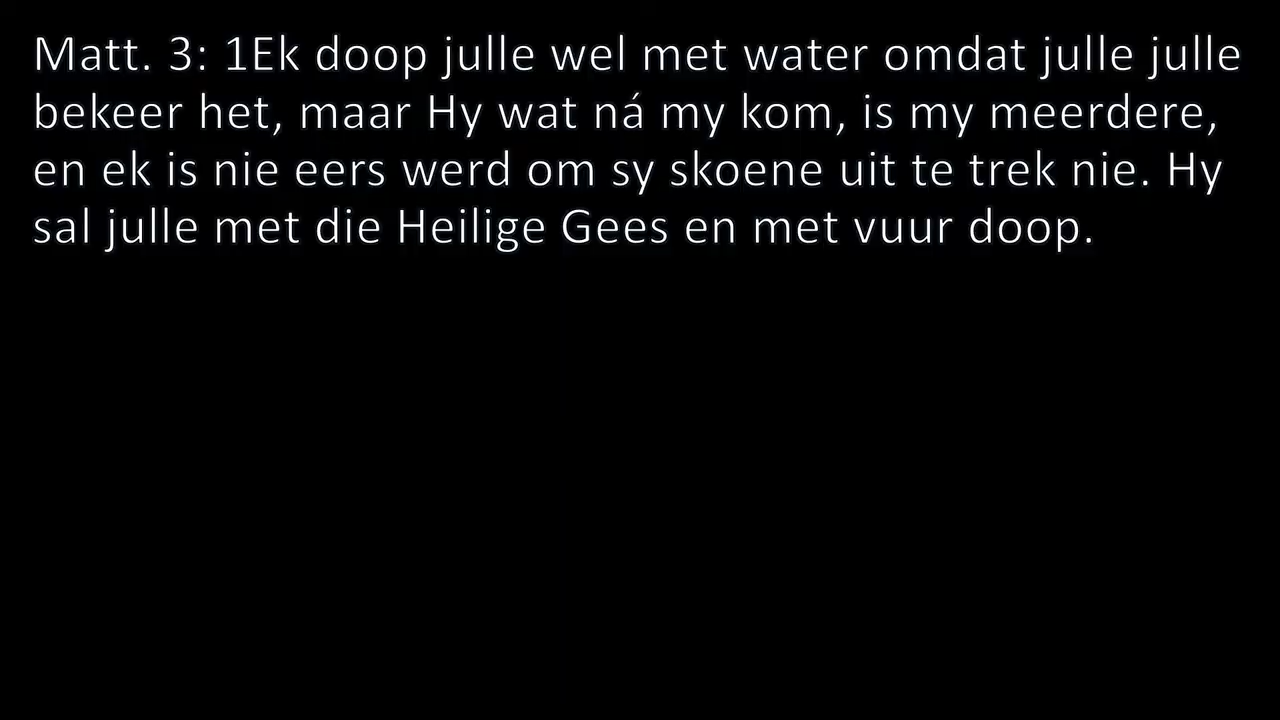 Matt. 3: 1Ek doop julle wel met water omdat julle julle
bekeer het, maar Hy wat ná my kom, is my meerdere,
en ek is nie eers werd om sy skoene uit te trek nie. Hy
sal julle met die Heilige Gees en met vuur doop.